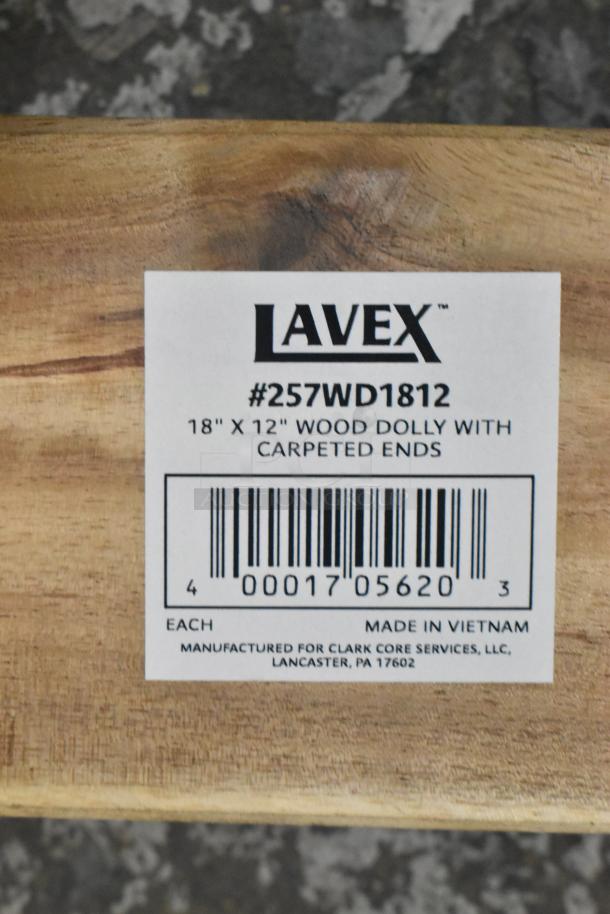 LAVEX™
#257WD1812
18" X 12" WOOD DOLLY WITH
CARPETED ENDS
4 00017 05620 3
EACH MADE IN VIETNAM
MANUFACTURED FOR CLARK CORE SERVICES, LLC,
LANCASTER, PA 17602